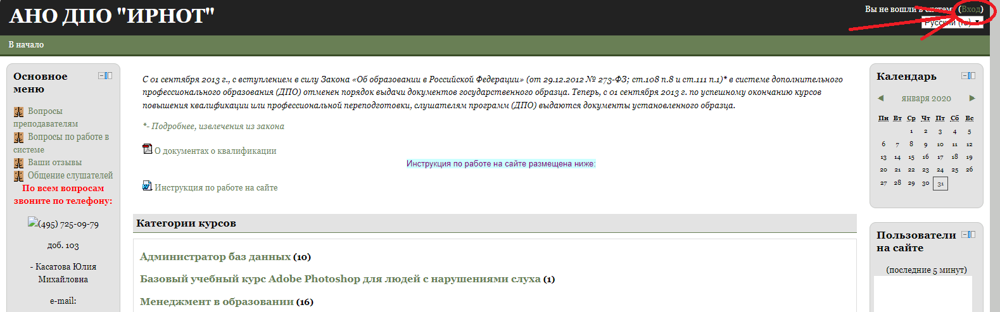 АНО ДПО "ИРНОТ"
Вы не вошли в систему (Вход)
Русский (ru)
В начало
Основное
меню
Вопросы
преподавателям
Вопросы по работе в
системе
Ваши отзывы
Общение слушателей
По всем вопросам
звоните по телефону:
(495) 725-09-79
доб. 103
- Касатова Юлия
Михайловна
e-mail:
С 01 сентября 2013 г., с вступлением в силу Закона «Об образовании в Российской Федерации» (от 29.12.2012 № 273-ФЗ; ст.108 п.8 и ст.111 п.1)* в системе дополнительного
профессионального образования (ДПО) отменен порядок выдачи документов государственного образца. Теперь, с 01 сентября 2013 г. по успешному окончанию курсов
повышения квалификации или профессиональной переподготовки, слушателям программ (ДПО) выдаются документы установленного образца.
*- Подробнее, извлечения из закона
О документах о квалификации
Инструкция по работе на сайте размещена ниже:
Инструкция по работе на сайте
Категории курсов
Администратор баз данных (10)
Базовый учебный курс Adobe Photoshop для людей с нарушениями слуха (1)
Менеджмент в образовании (16)
Календарь
января 2020
Пн Вт Ср Чт Пт Сб Вс
1 2 3 4 5
6 7 8 9 10 11 12
13 14 15 16 17 18 19
20 21 22 23 24 25 26
27 28 29 30 31
Пользователи
на сайте
(последние 5 минут)